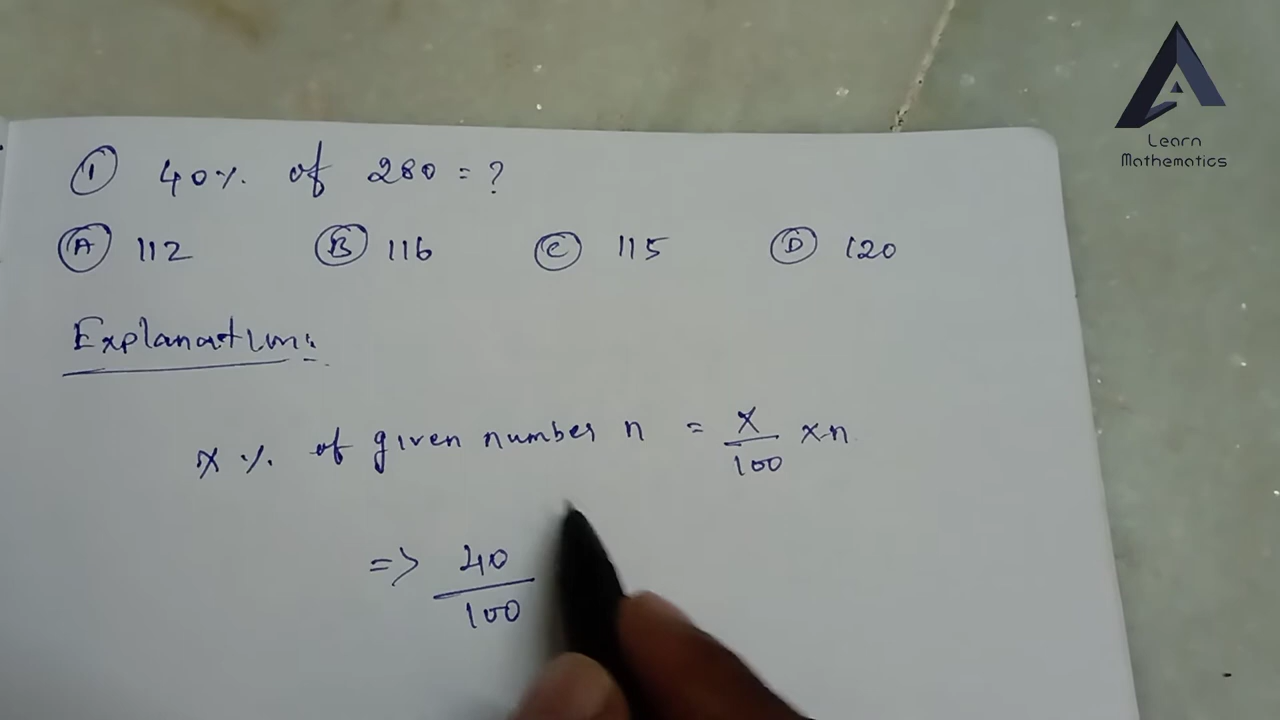 Learn
Mathematics
① 40% of 280 = ?
Ⓐ 112 Ⓑ 116 Ⓒ 115 Ⓓ 120
Explanation:
x % of given number n = x/100 × n
=> 40/100